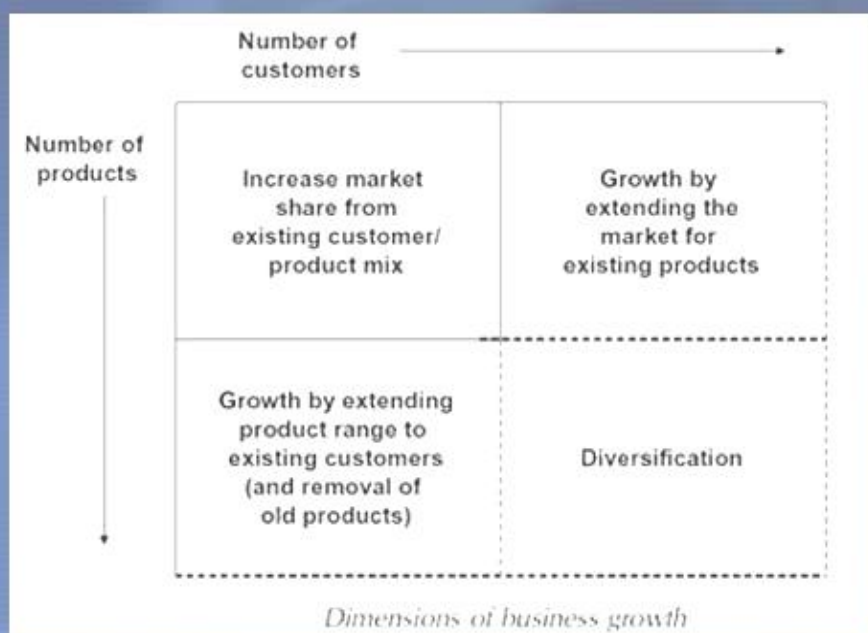 Number of
customers
Number of
products
Increase market
share from
existing customer/
product mix
Growth by
extending the
market for
existing products
Growth by extending
product range to
existing customers
(and removal of
old products)
Diversification
Dimensions of business growth